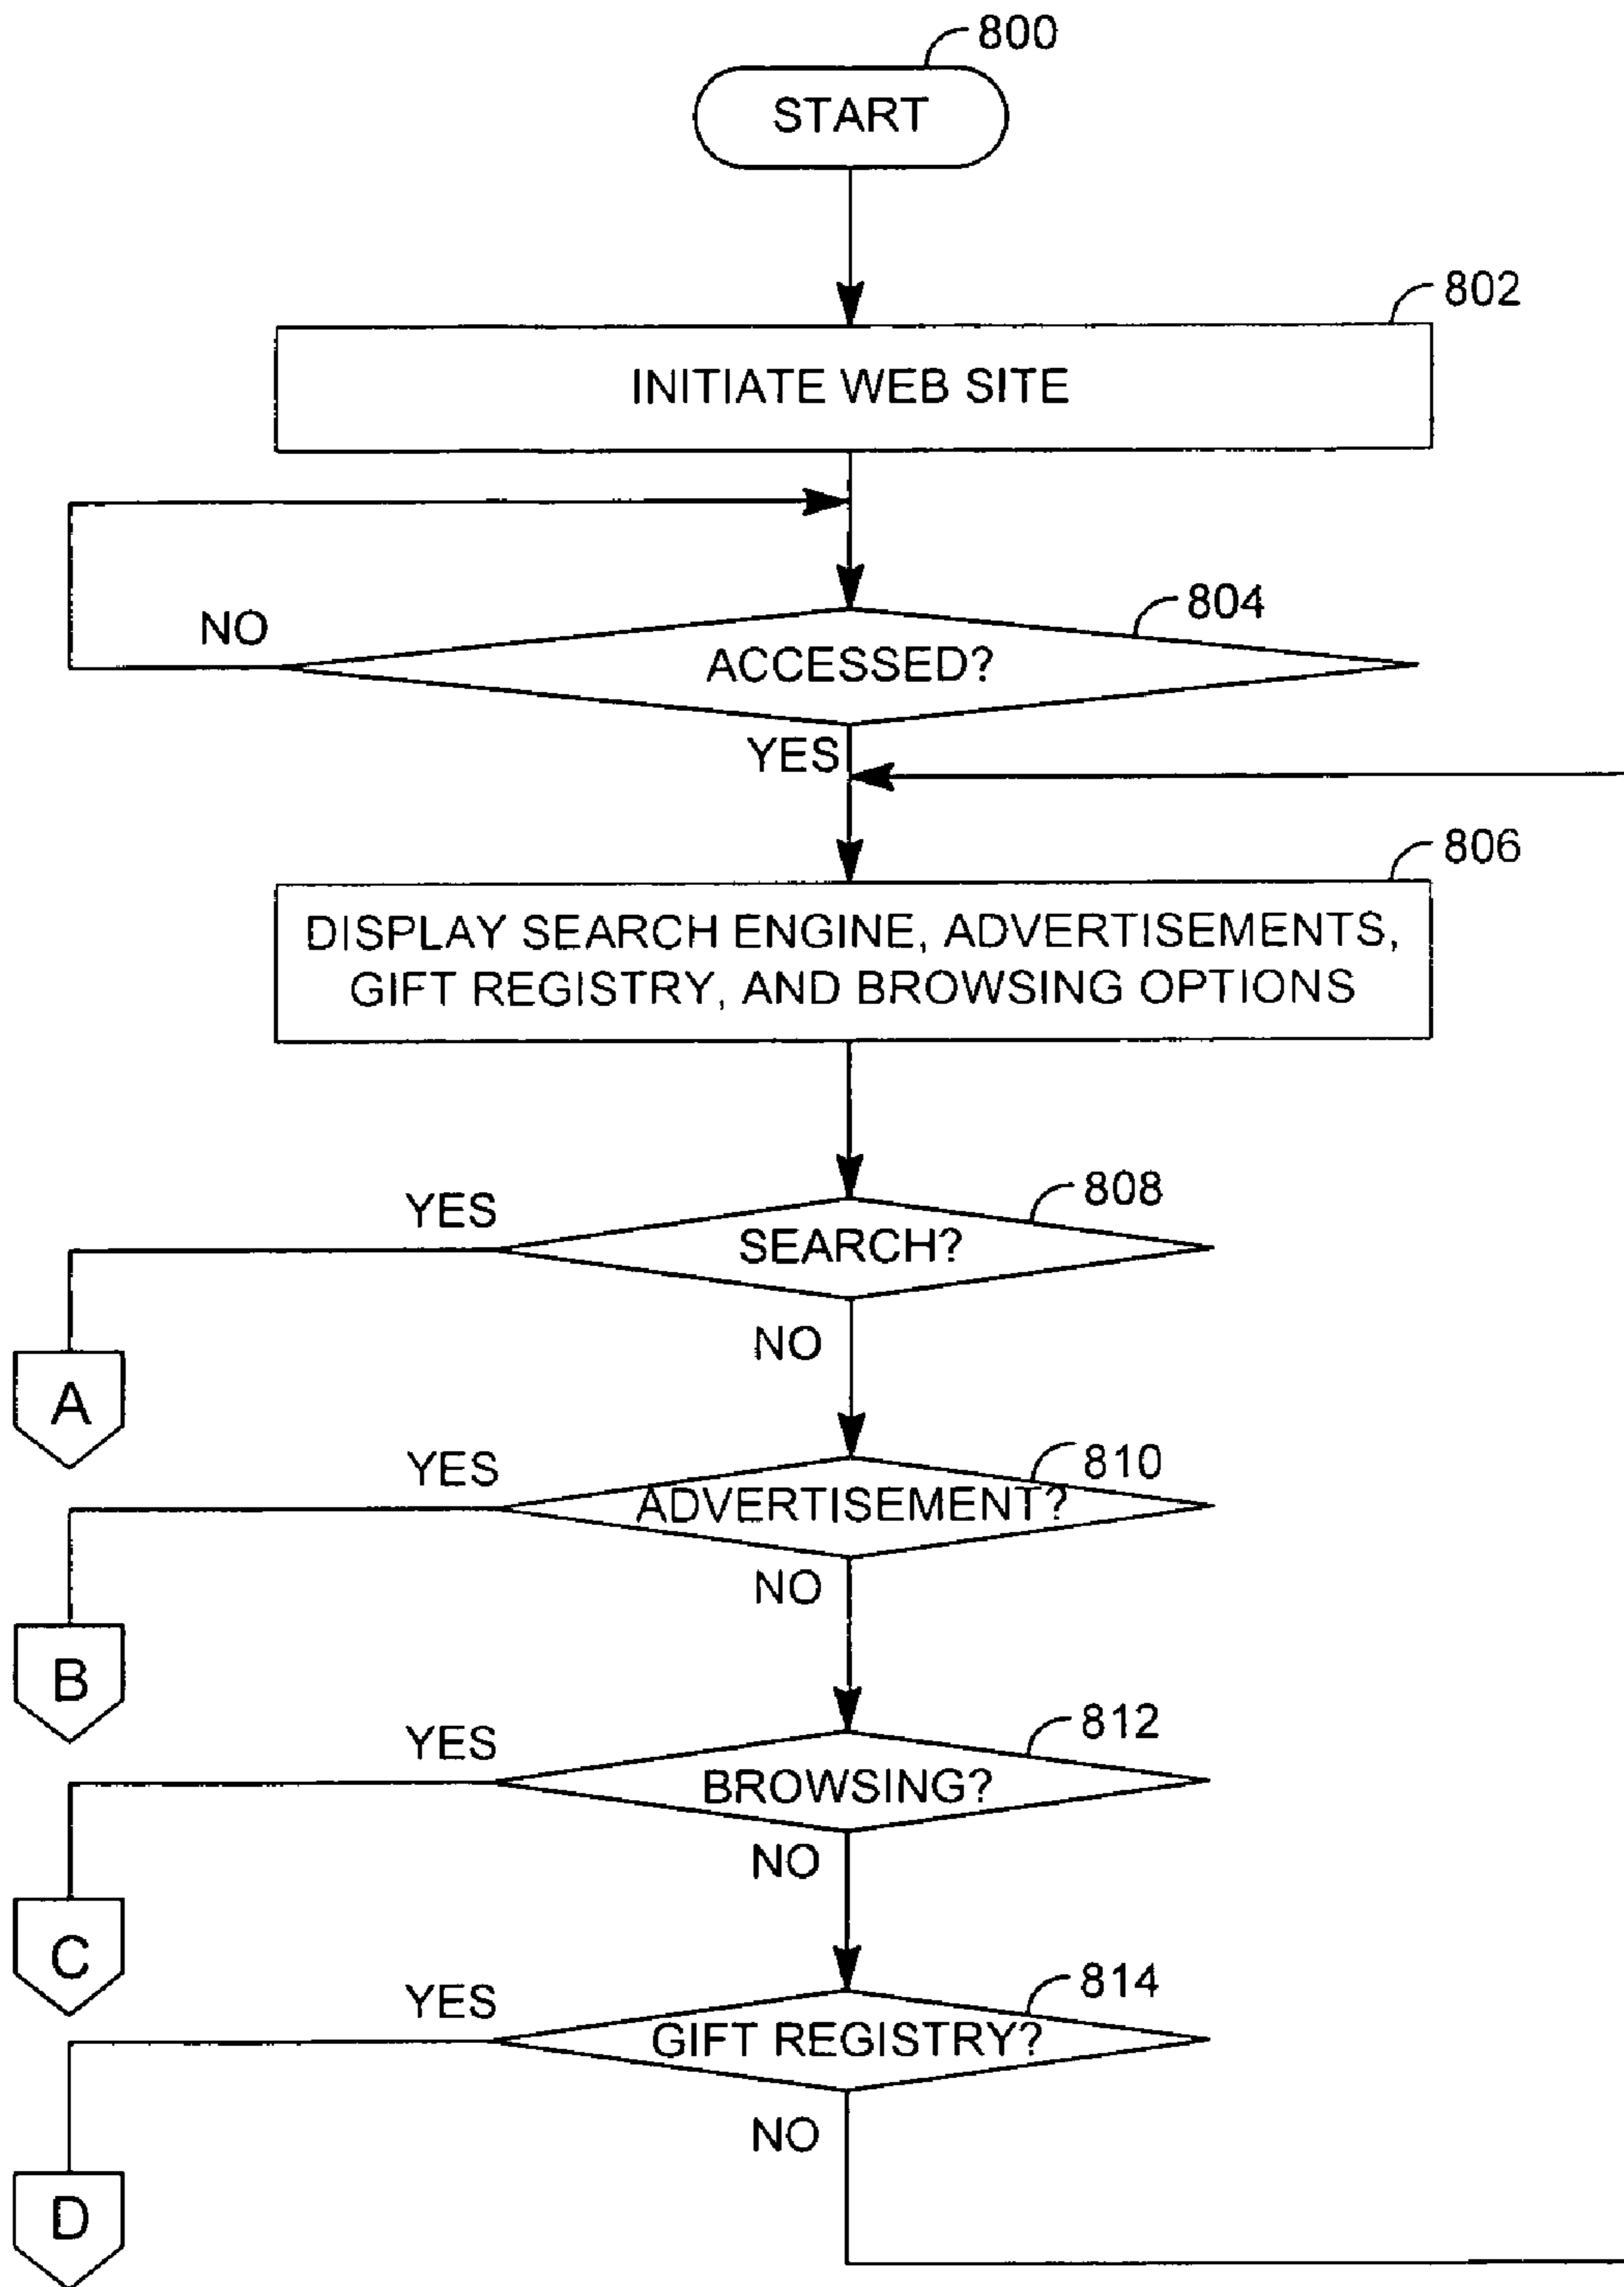 800
START
802
INITIATE WEB SITE
804
NO
ACCESSED?
YES
806
DISPLAY SEARCH ENGINE, ADVERTISEMENTS,
GIFT REGISTRY, AND BROWSING OPTIONS
808
YES
SEARCH?
NO
A
810
YES
ADVERTISEMENT?
NO
B
812
YES
BROWSING?
NO
C
814
YES
GIFT REGISTRY?
NO
D